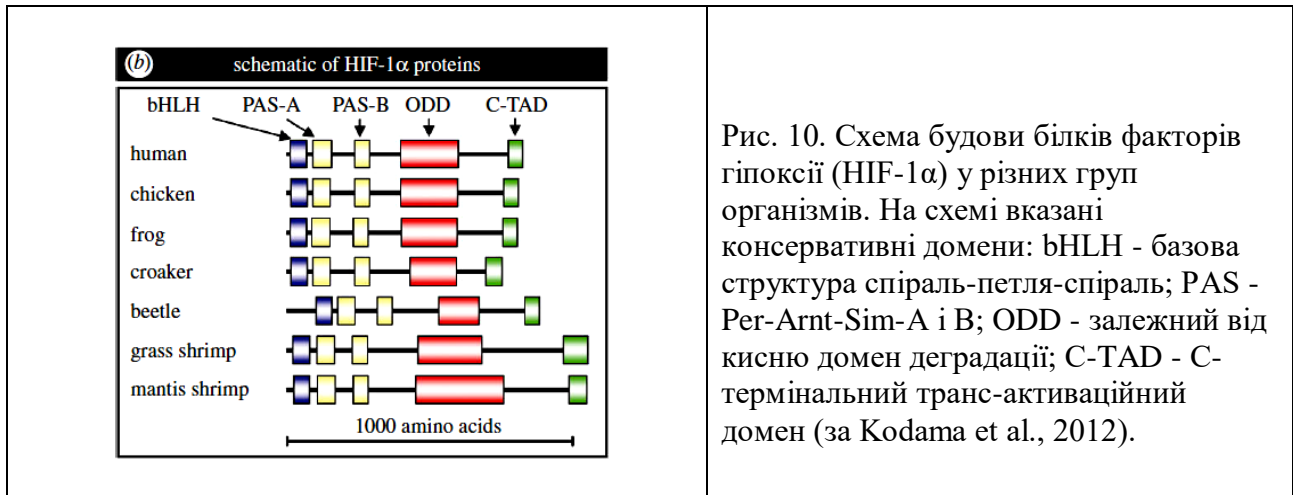 (b) schematic of HIF-1α proteins
bHLH PAS-A PAS-B ODD C-TAD
human
chicken
frog
croaker
beetle
grass shrimp
mantis shrimp
1000 amino acids
Рис. 10. Схема будови білків факторів
гіпоксії (HIF-1α) у різних груп
організмів. На схемі вказані
консервативні домени: bHLH - базова
структура спіраль-петля-спіраль; PAS -
Per-Arnt-Sim-A і B; ODD - залежний від
кисню домен деградації; C-TAD - C-
термінальний транс-активаційний
домен (за Kodama et al., 2012).